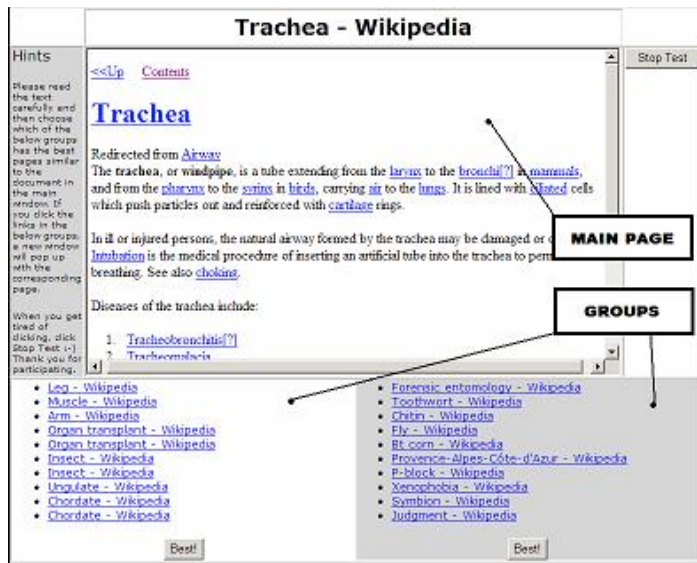 Trachea - Wikipedia
Hints
Please read
the text
carefully and
then choose
which of the
below groups
has the best
pages similar
to the
document in
the main
window. If
you click the
links in the
below groups,
a new window
will pop up
with the
corresponding
page.
When you get
tired of
clicking, click
Stop Test :-)
Thank you for
participating.
<<Up Contents
Trachea
Redirected from Airway
The trachea, or windpipe, is a tube extending from the larynx to the bronchi[?] in mammals,
and from the pharynx to the syrinx in birds, carrying air to the lungs. It is lined with ciliated cells
which push particles out and reinforced with cartilage rings.
In ill or injured persons, the natural airway formed by the trachea may be damaged or
Intubation is the medical procedure of inserting an artificial tube into the trachea to
breathing. See also choking.
Diseases of the trachea include:
1. Tracheobronchitis[?]
2. Tracheomalacia
Stop Test
MAIN PAGE
GROUPS
Leg - Wikipedia
Muscle - Wikipedia
Arm - Wikipedia
Organ transplant - Wikipedia
Organ transplant - Wikipedia
Insect - Wikipedia
Insect - Wikipedia
Ungulate - Wikipedia
Chordate - Wikipedia
Chordate - Wikipedia
Best!
Forensic entomology - Wikipedia
Toothwort - Wikipedia
Chitin - Wikipedia
Fly - Wikipedia
Bt corn - Wikipedia
Provence-Alpes-Côte-d'Azur - Wikipedia
P-block - Wikipedia
Xenophobia - Wikipedia
Symbion - Wikipedia
Judgment - Wikipedia
Best!